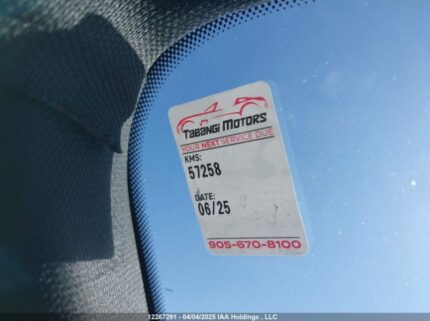 TABANGI MOTORS
YOUR NEXT SERVICE DUE
KMS:
57258
DATE:
06/25
905-670-8100
12267291 - 04/04/2025 IAA Holdings , LLC